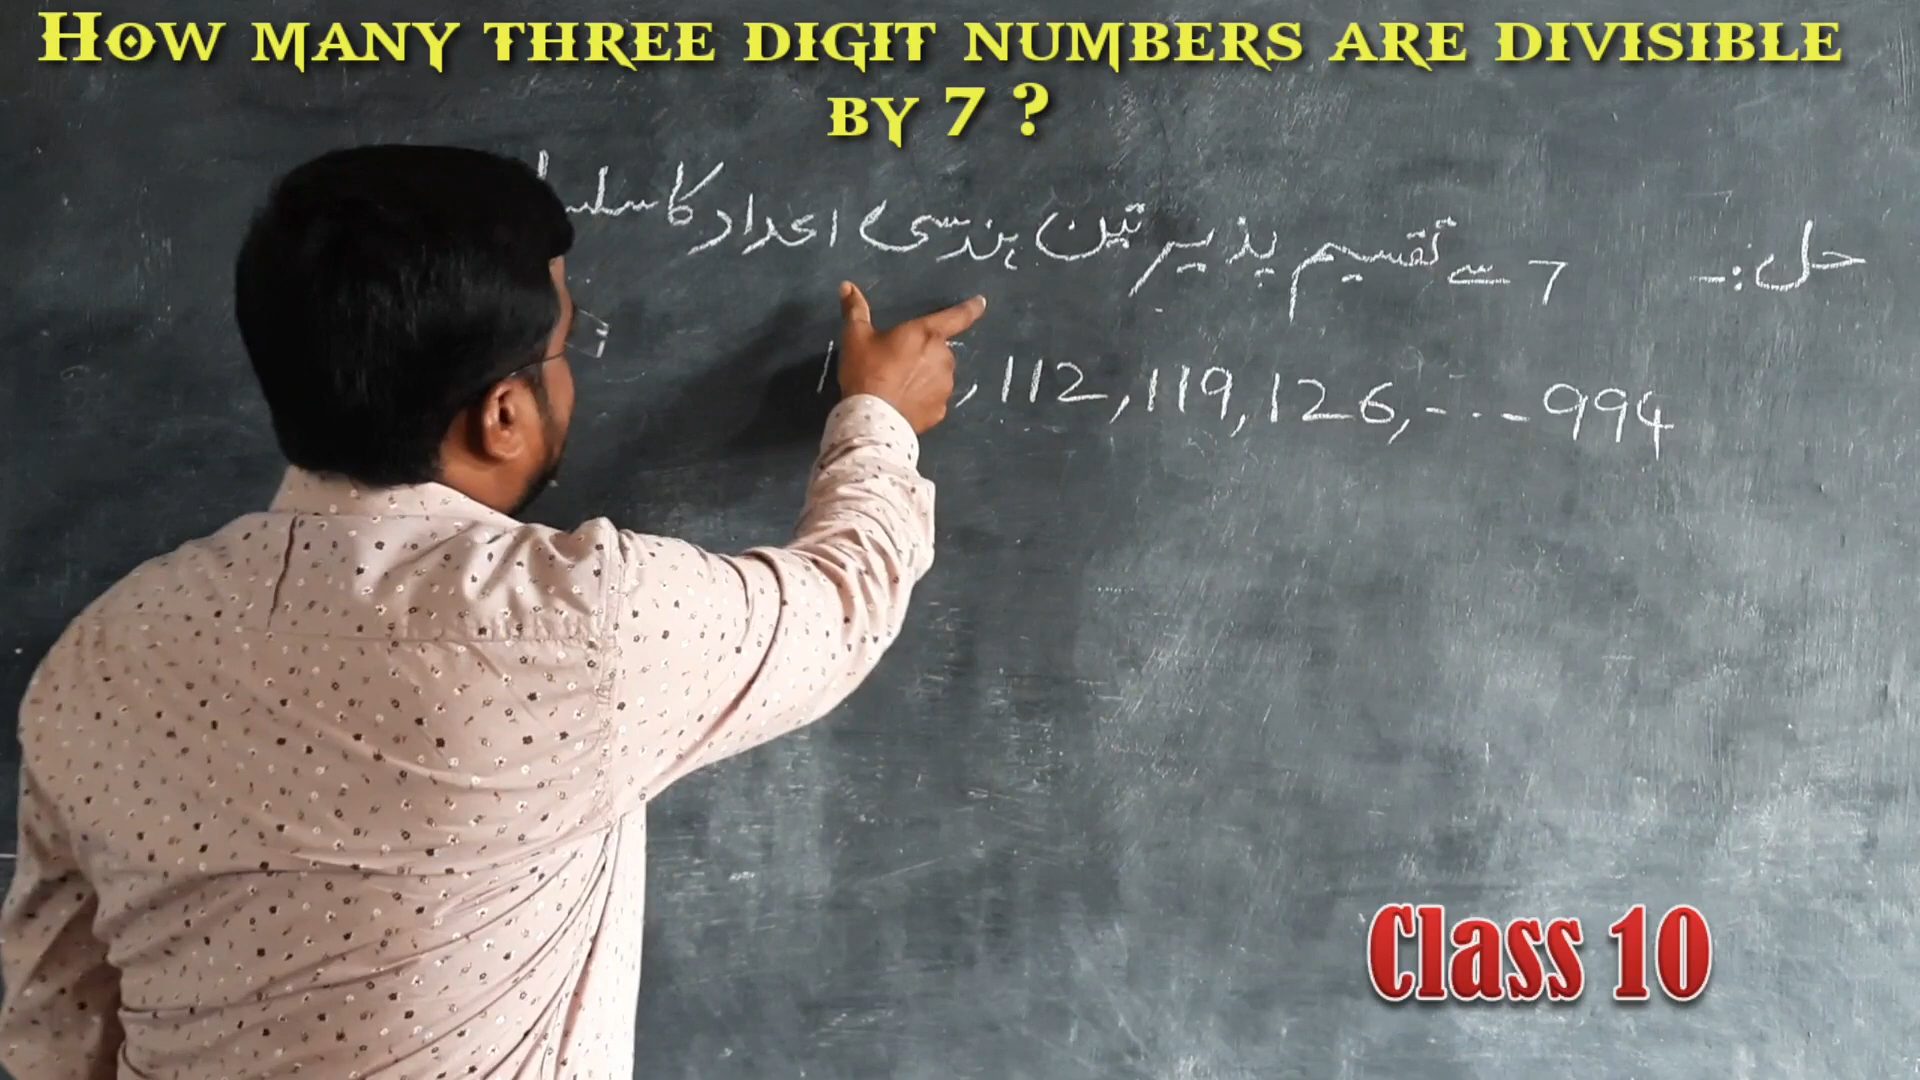 How many three digit numbers are divisible
by 7 ?
حل :-   7 سے تقسیم پذیر تین ہندسی اعداد کا
, 112, 119, 126, - - - - 994
Class 10